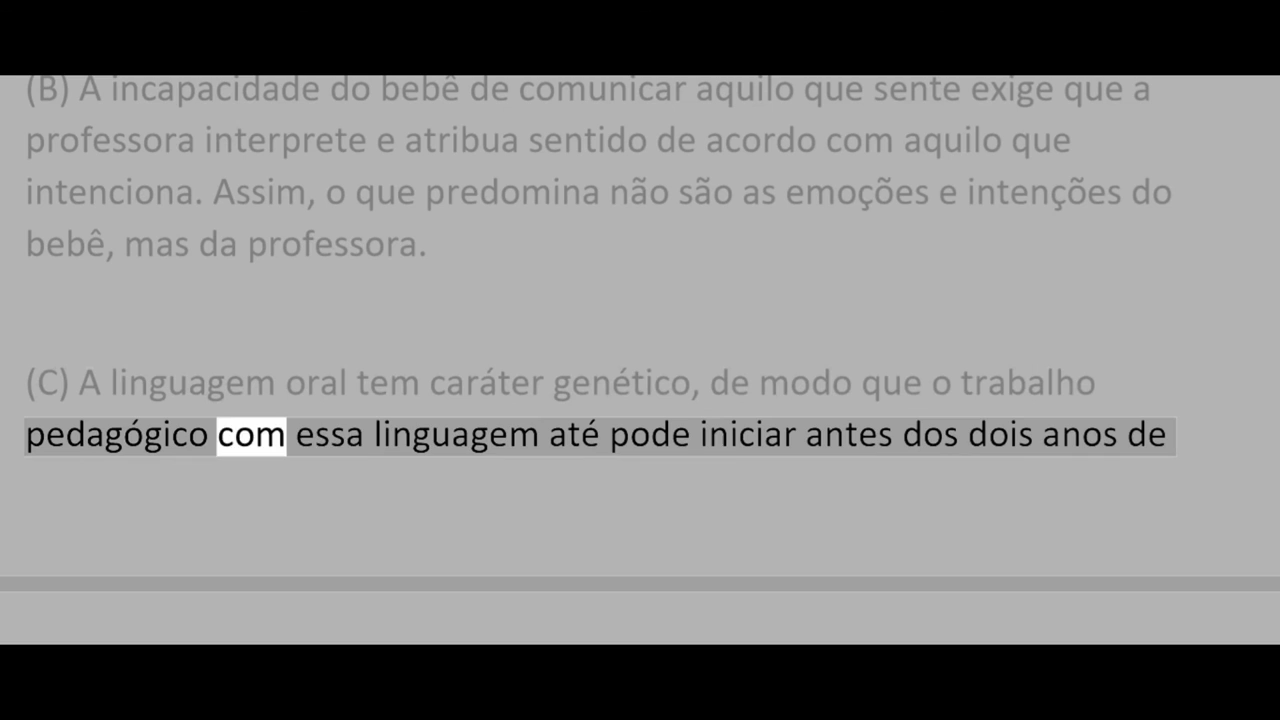 (B) A incapacidade do bebê de comunicar aquilo que sente exige que a
professora interprete e atribua sentido de acordo com aquilo que
intenciona. Assim, o que predomina não são as emoções e intenções do
bebê, mas da professora.
(C) A linguagem oral tem caráter genético, de modo que o trabalho
pedagógico com essa linguagem até pode iniciar antes dos dois anos de